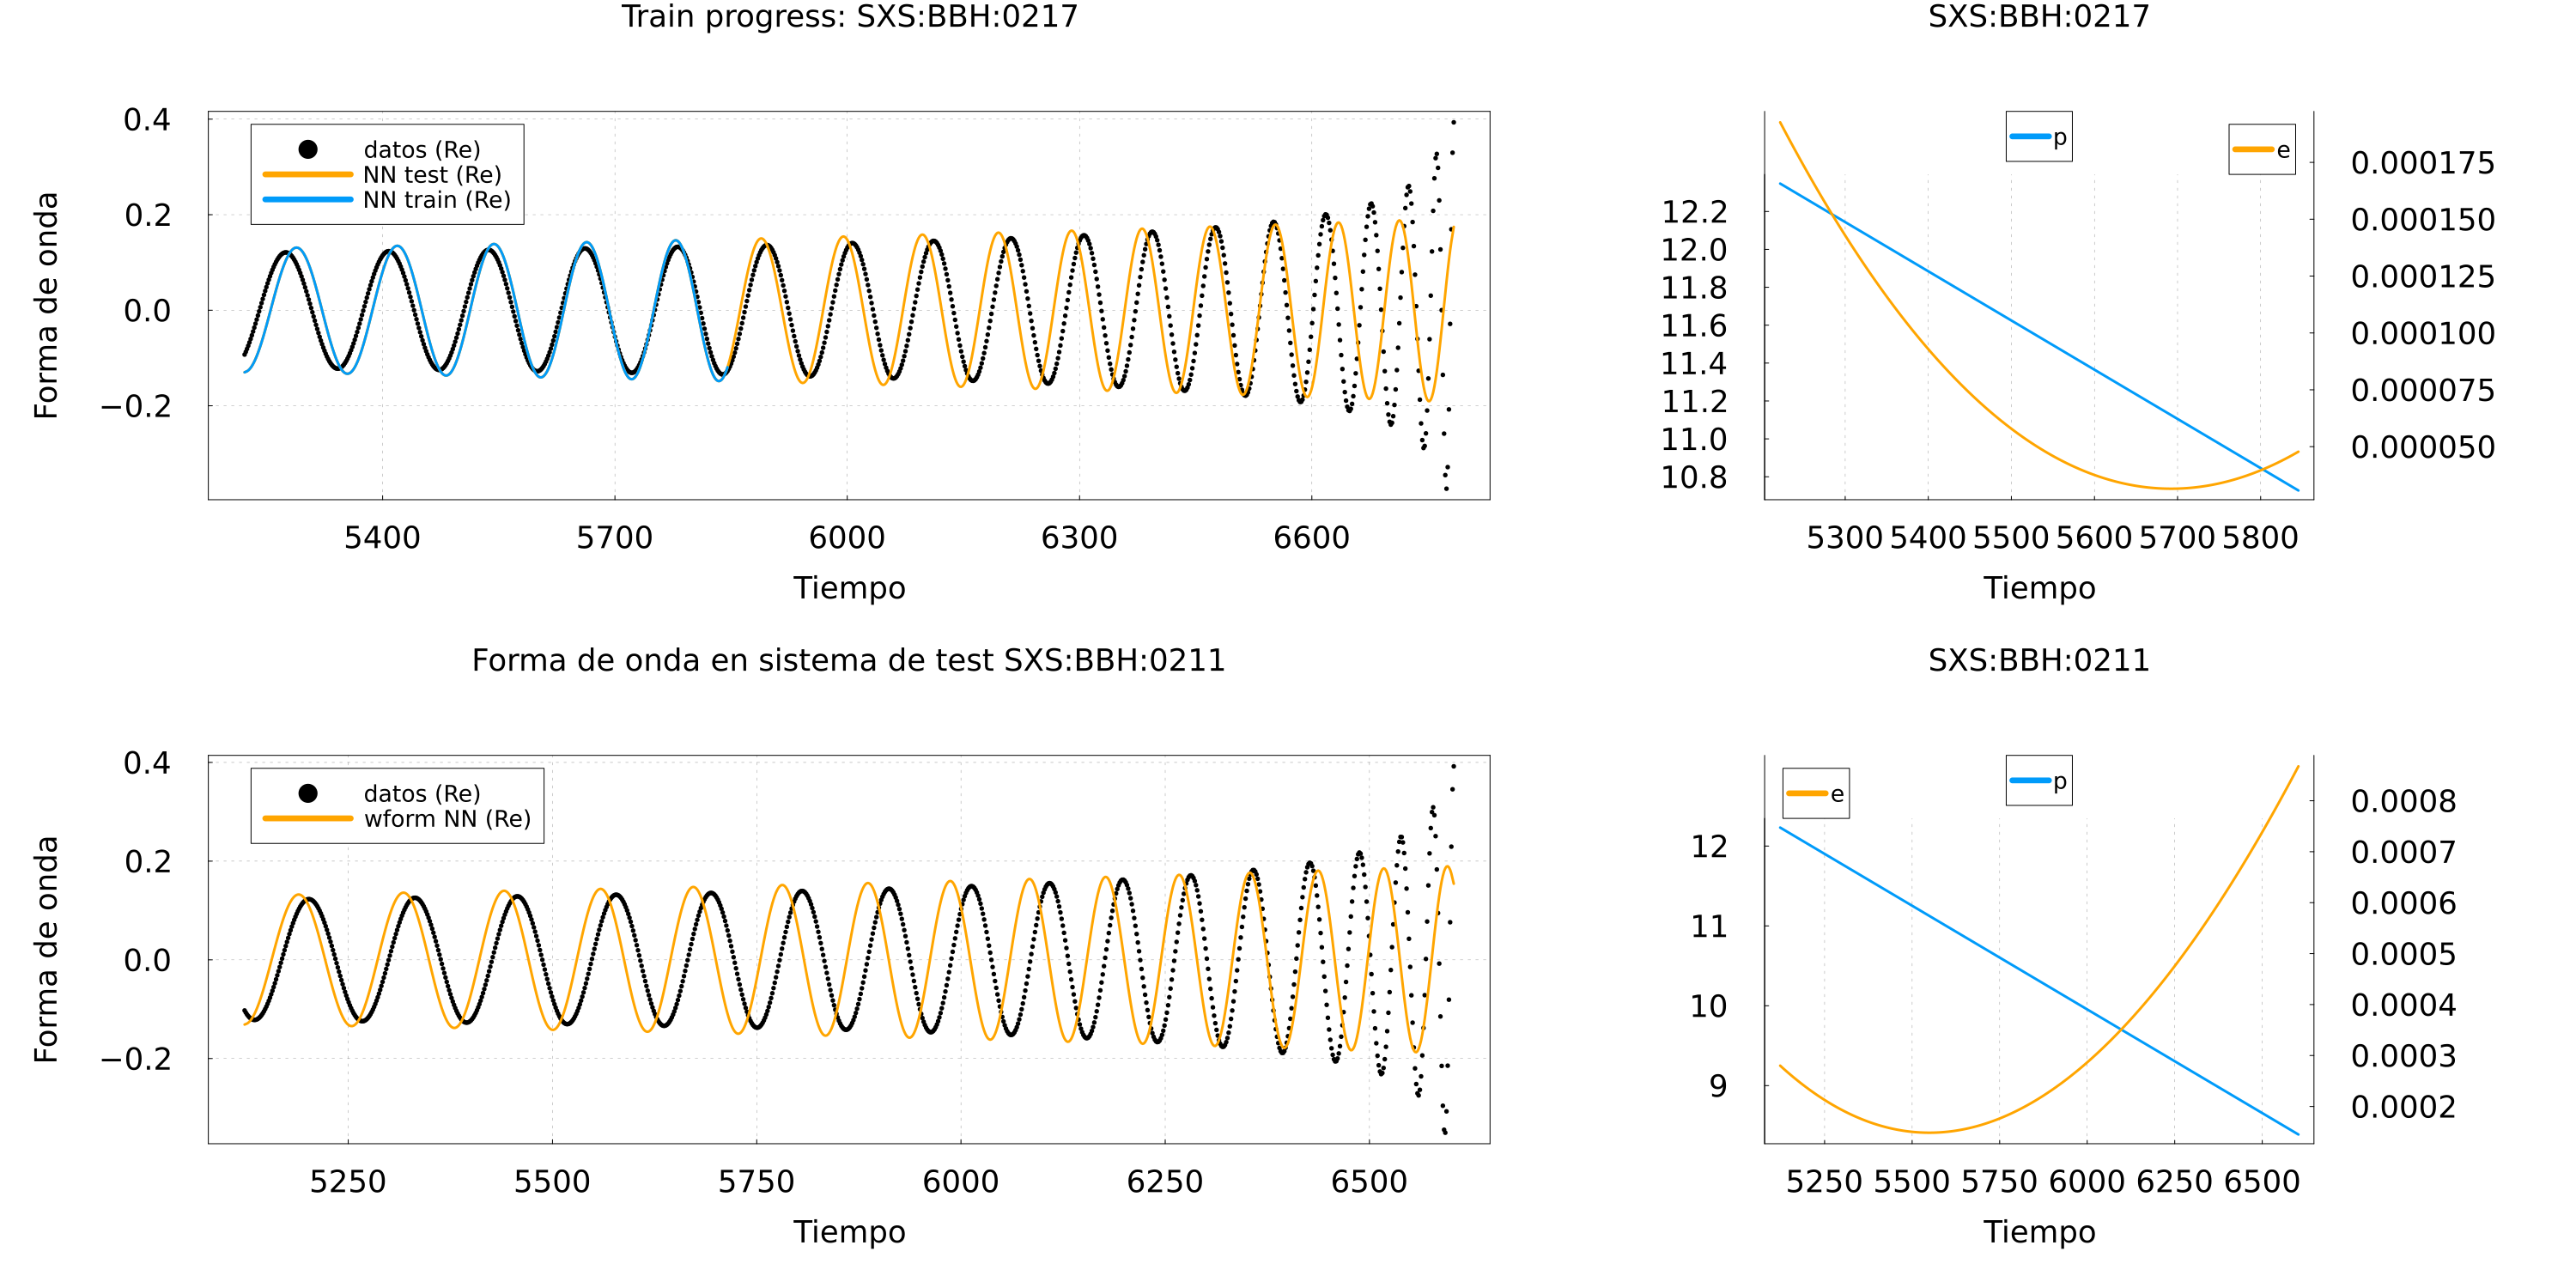 Train progress: SXS:BBH:0217
0.4
0.2
0.0
−0.2
Forma de onda
datos (Re)
NN test (Re)
NN train (Re)
5400 5700 6000 6300 6600
Tiempo
SXS:BBH:0217
p
e
12.2
12.0
11.8
11.6
11.4
11.2
11.0
10.8
0.000175
0.000150
0.000125
0.000100
0.000075
0.000050
5300 5400 5500 5600 5700 5800
Tiempo
Forma de onda en sistema de test SXS:BBH:0211
0.4
0.2
0.0
−0.2
Forma de onda
datos (Re)
wform NN (Re)
5250 5500 5750 6000 6250 6500
Tiempo
SXS:BBH:0211
e
p
12
11
10
9
0.0008
0.0007
0.0006
0.0005
0.0004
0.0003
0.0002
5250 5500 5750 6000 6250 6500
Tiempo